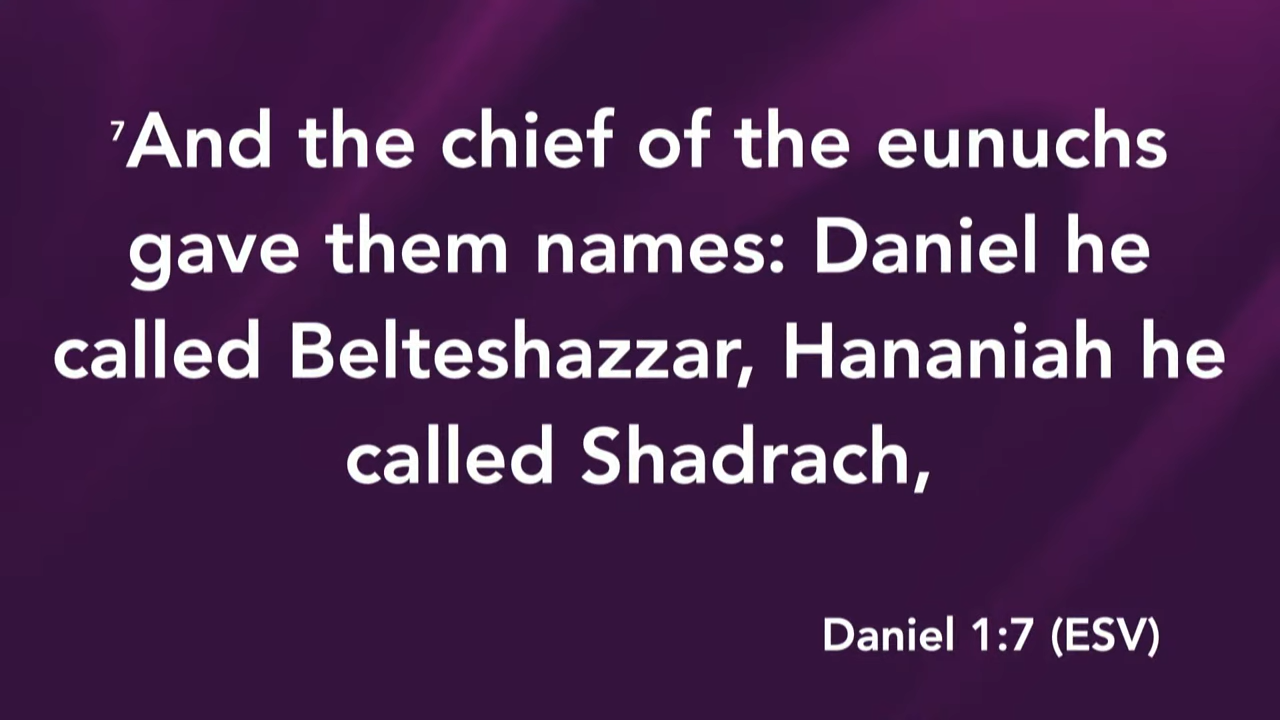 ⁷And the chief of the eunuchs
gave them names: Daniel he
called Belteshazzar, Hananiah he
called Shadrach,
Daniel 1:7 (ESV)